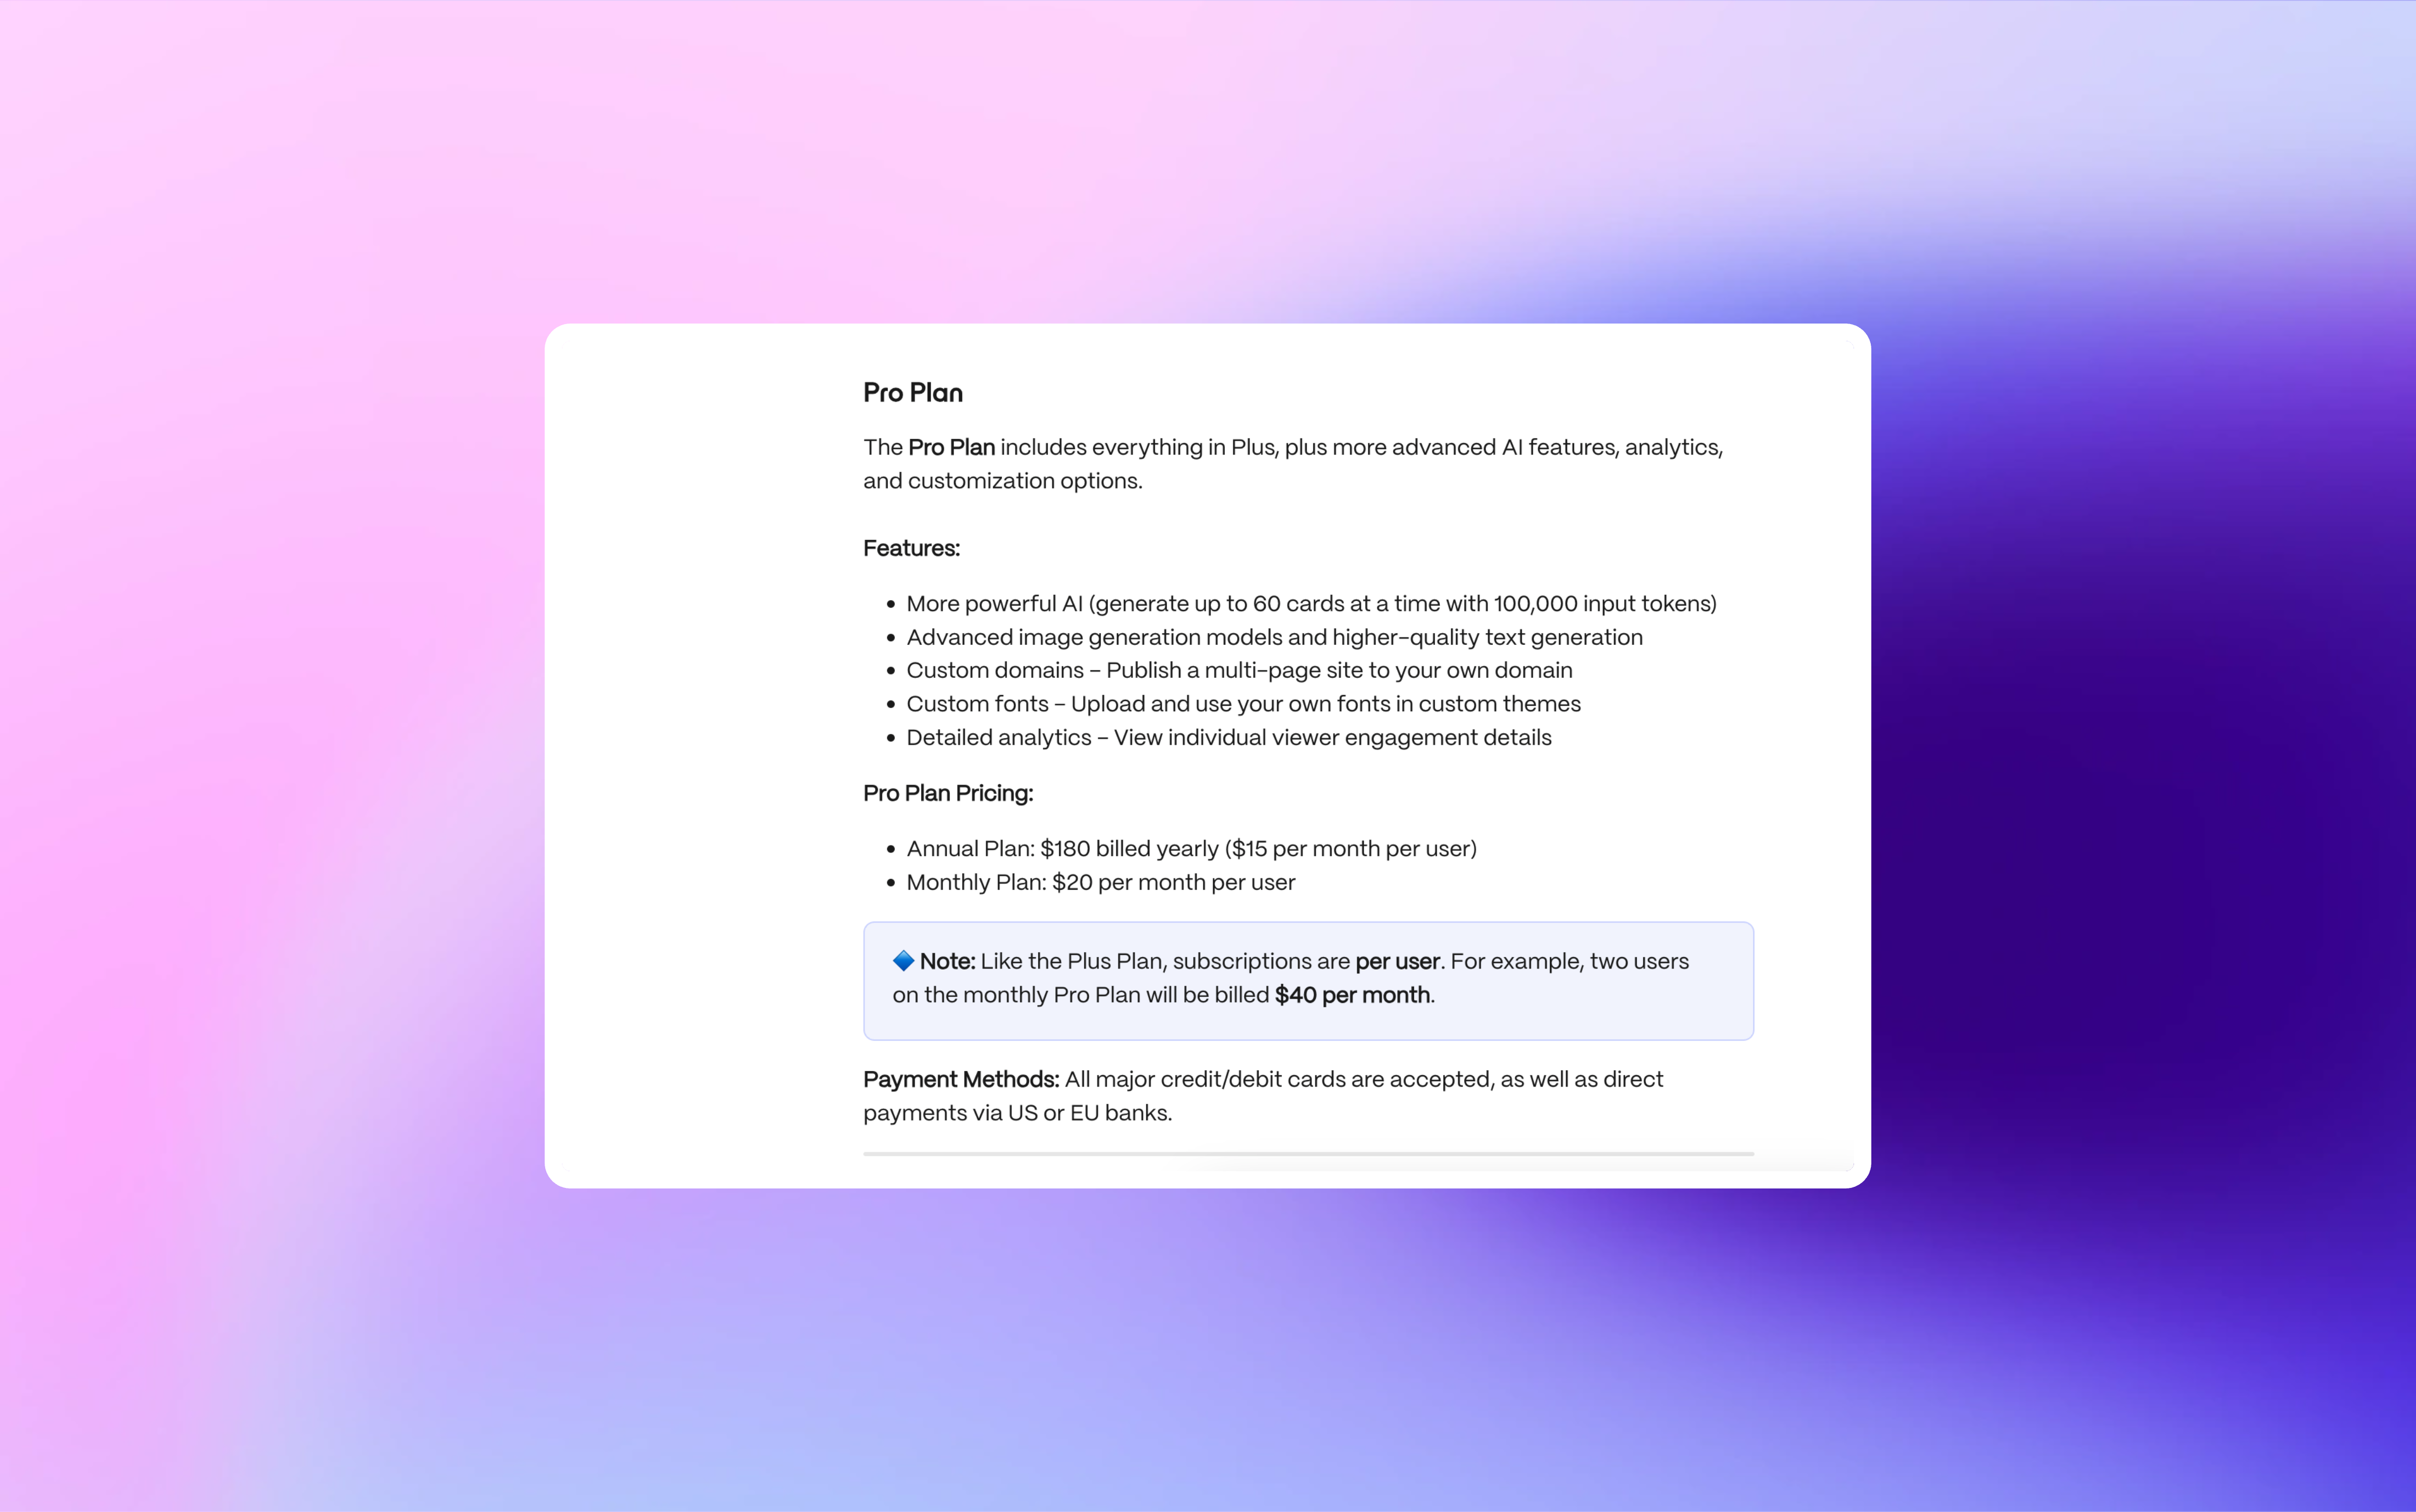 Pro Plan
The Pro Plan includes everything in Plus, plus more advanced AI features, analytics,
and customization options.
Features:
• More powerful AI (generate up to 60 cards at a time with 100,000 input tokens)
• Advanced image generation models and higher-quality text generation
• Custom domains – Publish a multi-page site to your own domain
• Custom fonts – Upload and use your own fonts in custom themes
• Detailed analytics – View individual viewer engagement details
Pro Plan Pricing:
• Annual Plan: $180 billed yearly ($15 per month per user)
• Monthly Plan: $20 per month per user
🔷 Note: Like the Plus Plan, subscriptions are per user. For example, two users
on the monthly Pro Plan will be billed $40 per month.
Payment Methods: All major credit/debit cards are accepted, as well as direct
payments via US or EU banks.